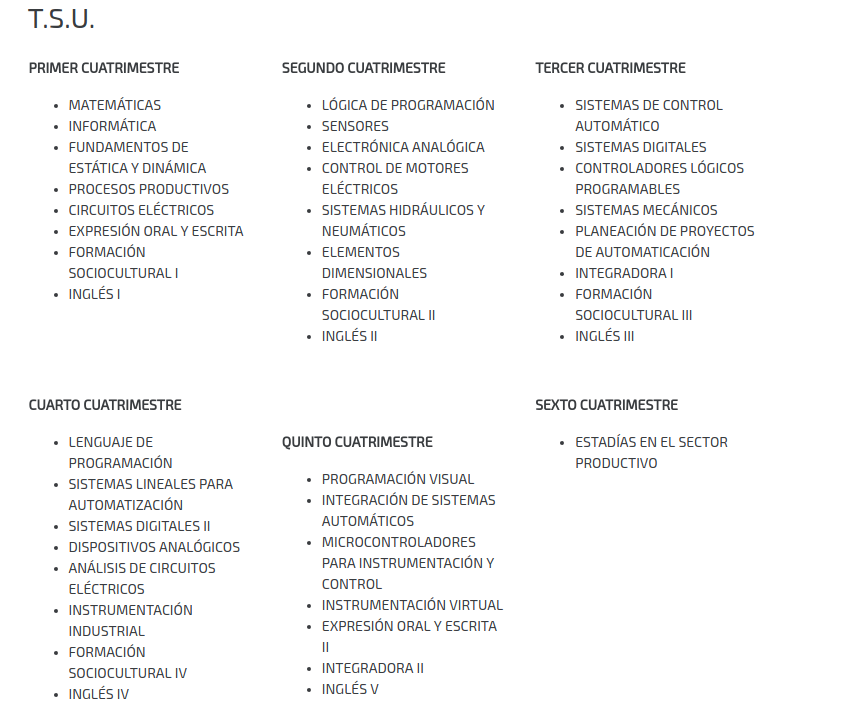 T.S.U.
PRIMER CUATRIMESTRE
• MATEMÁTICAS
• INFORMÁTICA
• FUNDAMENTOS DE
ESTÁTICA Y DINÁMICA
• PROCESOS PRODUCTIVOS
• CIRCUITOS ELÉCTRICOS
• EXPRESIÓN ORAL Y ESCRITA
• FORMACIÓN
SOCIOCULTURAL I
• INGLÉS I
SEGUNDO CUATRIMESTRE
• LÓGICA DE PROGRAMACIÓN
• SENSORES
• ELECTRÓNICA ANALÓGICA
• CONTROL DE MOTORES
ELÉCTRICOS
• SISTEMAS HIDRÁULICOS Y
NEUMÁTICOS
• ELEMENTOS
DIMENSIONALES
• FORMACIÓN
SOCIOCULTURAL II
• INGLÉS II
TERCER CUATRIMESTRE
• SISTEMAS DE CONTROL
AUTOMÁTICO
• SISTEMAS DIGITALES
• CONTROLADORES LÓGICOS
PROGRAMABLES
• SISTEMAS MECÁNICOS
• PLANEACIÓN DE PROYECTOS
DE AUTOMATICACIÓN
• INTEGRADORA I
• FORMACIÓN
SOCIOCULTURAL III
• INGLÉS III
CUARTO CUATRIMESTRE
• LENGUAJE DE
PROGRAMACIÓN
• SISTEMAS LINEALES PARA
AUTOMATIZACIÓN
• SISTEMAS DIGITALES II
• DISPOSITIVOS ANALÓGICOS
• ANÁLISIS DE CIRCUITOS
ELÉCTRICOS
• INSTRUMENTACIÓN
INDUSTRIAL
• FORMACIÓN
SOCIOCULTURAL IV
• INGLÉS IV
QUINTO CUATRIMESTRE
• PROGRAMACIÓN VISUAL
• INTEGRACIÓN DE SISTEMAS
AUTOMÁTICOS
• MICROCONTROLADORES
PARA INSTRUMENTACIÓN Y
CONTROL
• INSTRUMENTACIÓN VIRTUAL
• EXPRESIÓN ORAL Y ESCRITA
II
• INTEGRADORA II
• INGLÉS V
SEXTO CUATRIMESTRE
• ESTADÍAS EN EL SECTOR
PRODUCTIVO